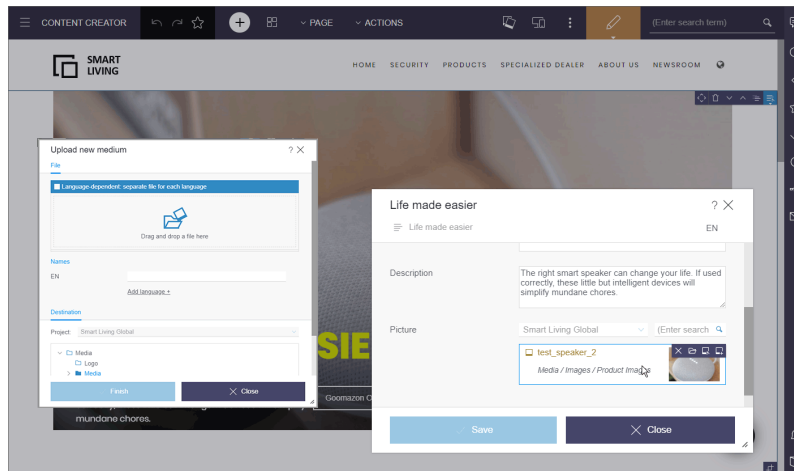 CONTENT CREATOR
PAGE
ACTIONS
(Enter search term)
SMART
LIVING
HOME SECURITY PRODUCTS SPECIALIZED DEALER ABOUT US NEWSROOM
Upload new medium
?
File
Language-dependent: separate file for each language
Drag and drop a file here
Names
EN
Add language +
Destination
Project: Smart Living Global
Media
Logo
Media
Finish
Close
SIE
Goomazon O
mundane chores.
Life made easier
?
Life made easier
EN
Description
The right smart speaker can change your life. If used
correctly, these little but intelligent devices will
simplify mundane chores.
Picture
Smart Living Global
(Enter search
test_speaker_2
Media / Images / Product Images
Save
Close